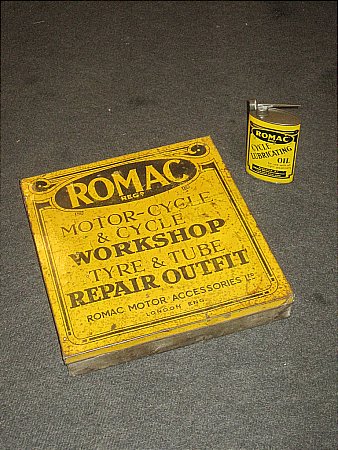 ROMAC
REGD
MOTOR-CYCLE
& CYCLE
WORKSHOP
TYRE & TUBE
REPAIR OUTFIT
ROMAC MOTOR ACCESSORIES LTD
LONDON ENG.
ROMAC
CYCLE
LUBRICATING
OIL